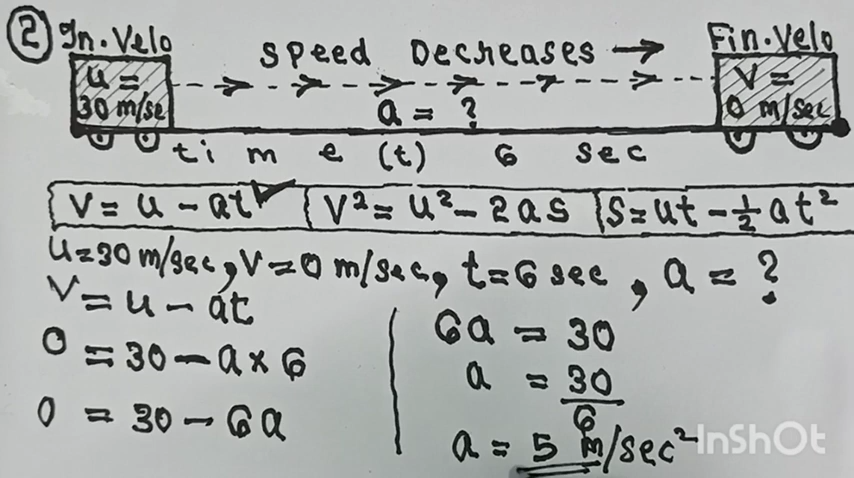 ② In. Velo SPEED DECREASES → Fin. Velo
u = 30 m/sec
V = 0 m/sec
a = ?
time (t) 6 sec
V = u - at ✓ V² = u² - 2as S = ut - ½ at²
u = 30 m/sec, V = 0 m/sec, t = 6 sec, a = ?
V = u - at
0 = 30 - a × 6
0 = 30 - 6a
6a = 30
a = 30/6
a = 5 m/sec²
InShOt